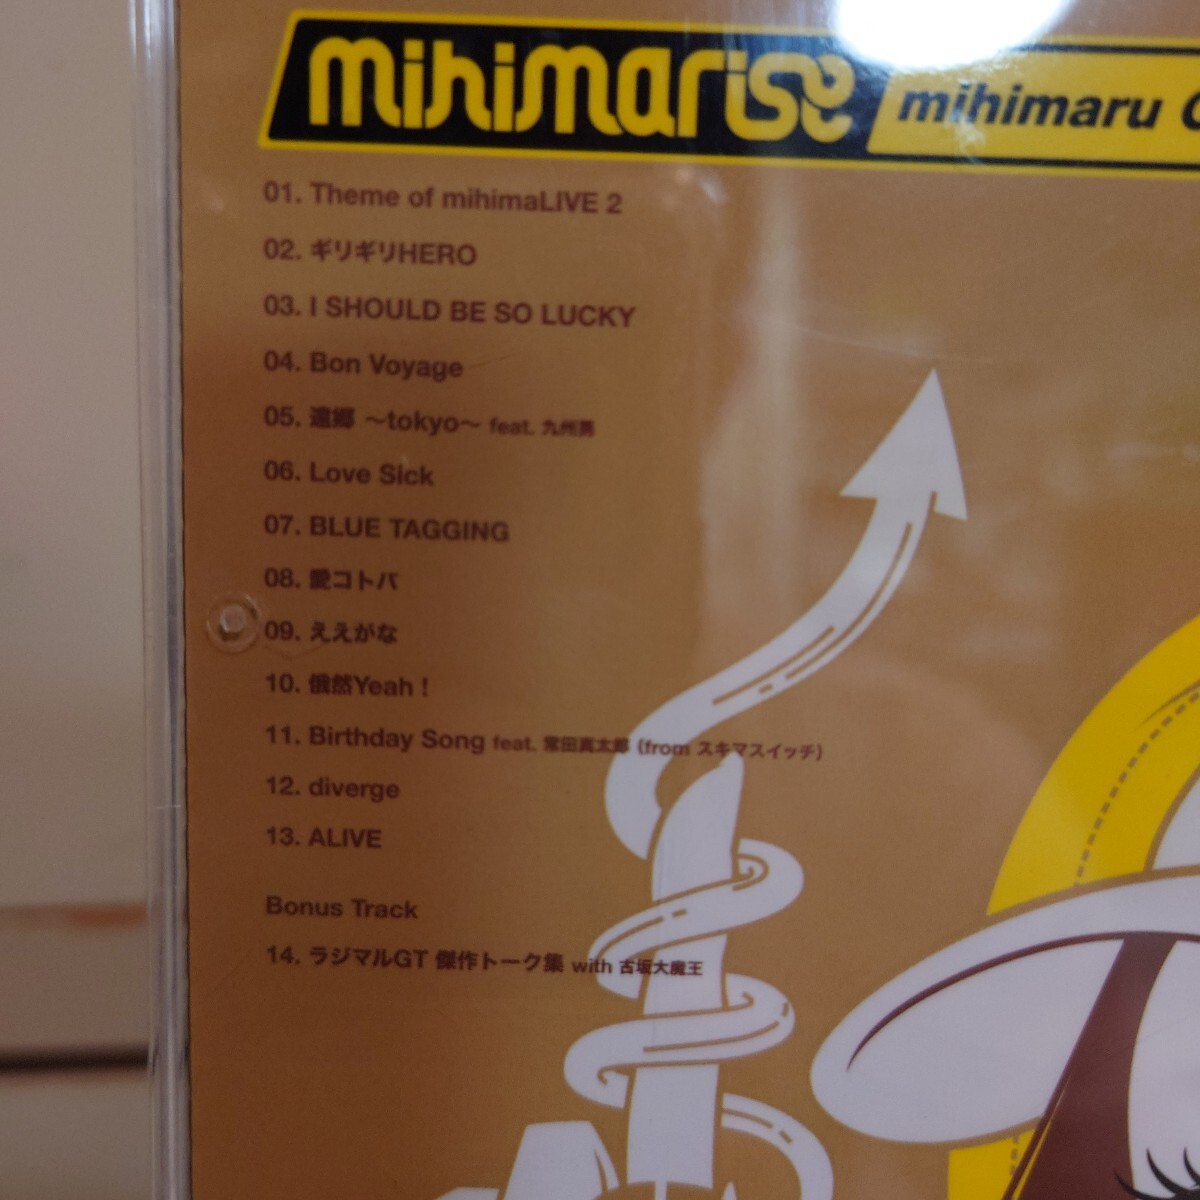 mihimarise mihimaru G
01. Theme of mihimaLIVE 2
02. ギリギリHERO
03. I SHOULD BE SO LUCKY
04. Bon Voyage
05. 遠郷 〜tokyo〜 feat. 九州男
06. Love Sick
07. BLUE TAGGING
08. 愛コトバ
09. ええがな
10. 俄然Yeah！
11. Birthday Song feat. 常田真太郎 (from スキマスイッチ)
12. diverge
13. ALIVE
Bonus Track
14. ラジマルGT 傑作トーク集 with 古坂大魔王